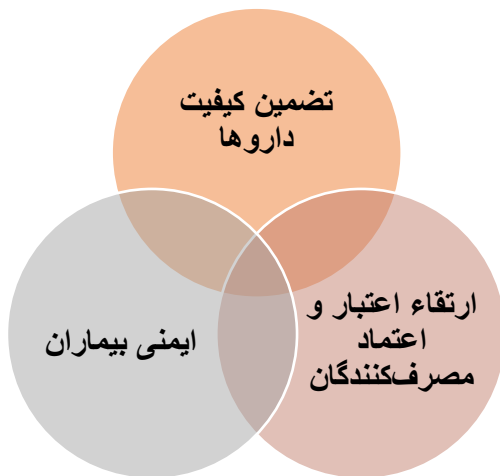 تضمین کیفیت
داروها
ارتقاء اعتبار و
اعتماد
مصرف‌کنندگان
ایمنی بیماران